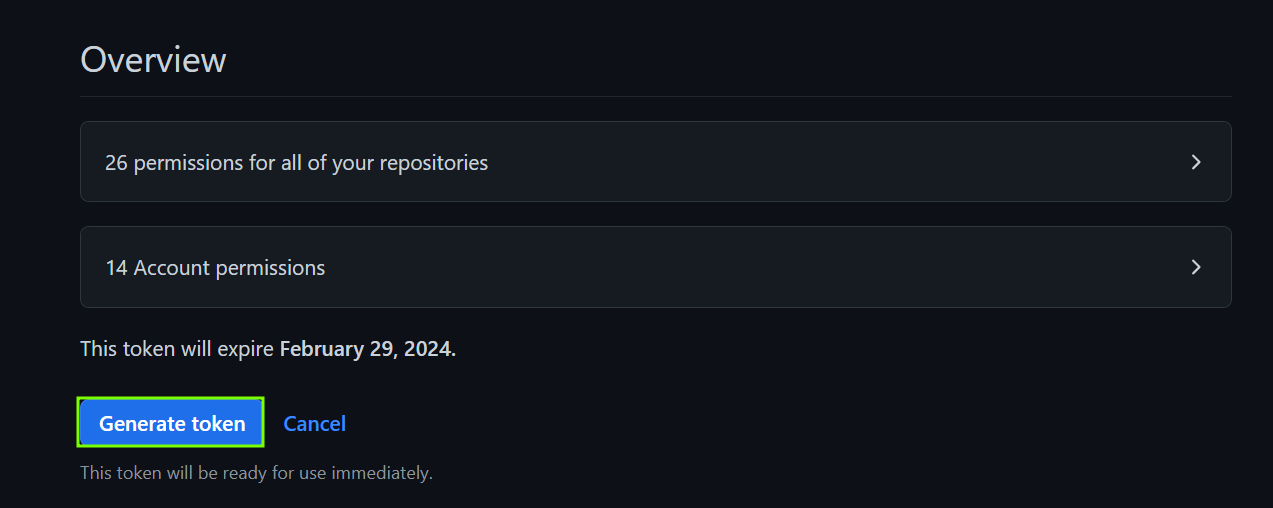 Overview
26 permissions for all of your repositories
14 Account permissions
This token will expire February 29, 2024.
Generate token Cancel
This token will be ready for use immediately.